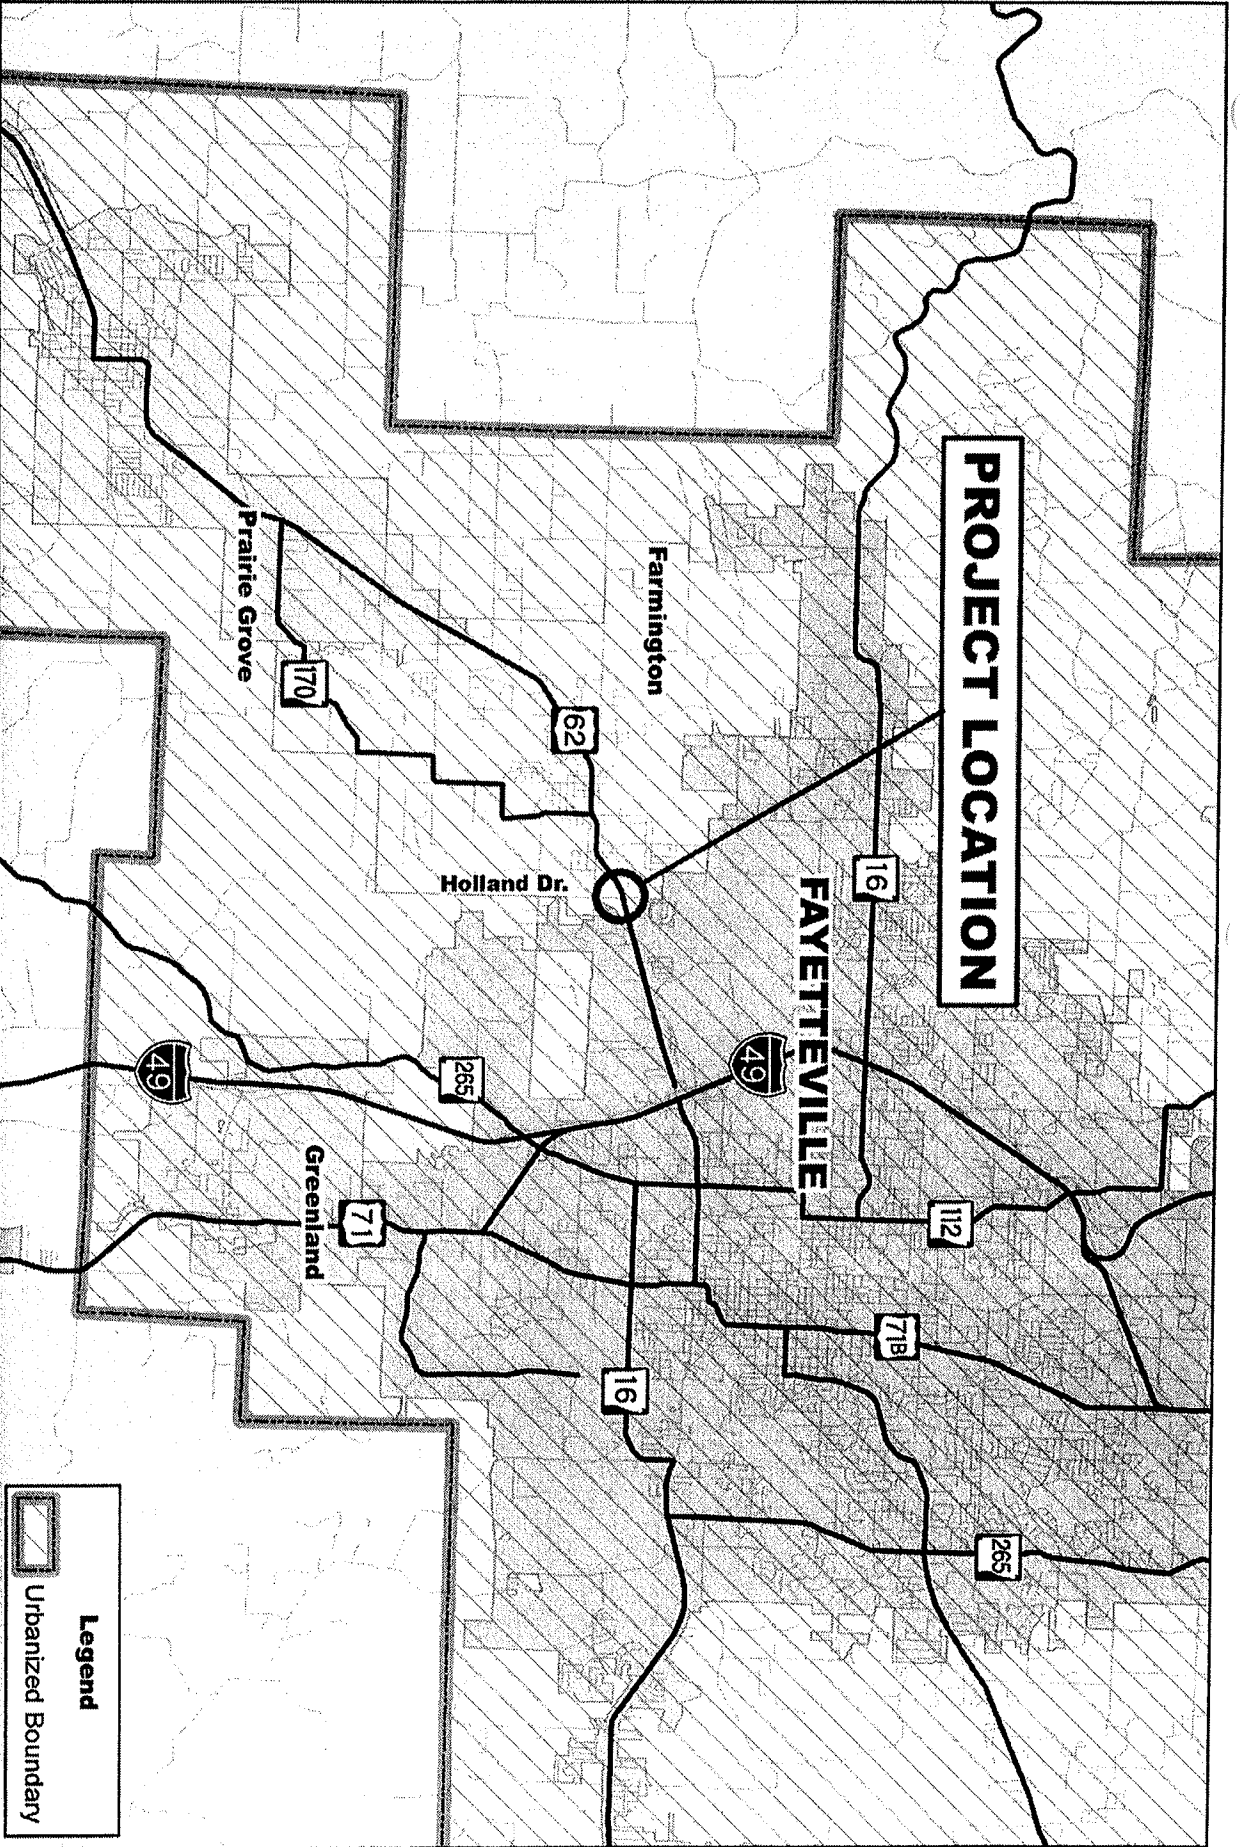 PROJECT LOCATION
16
FAYETTEVILLE
112
71B
265
Farmington
62
Holland Dr.
49
16
Prairie Grove
170
265
49
Greenland
71
Legend
Urbanized Boundary